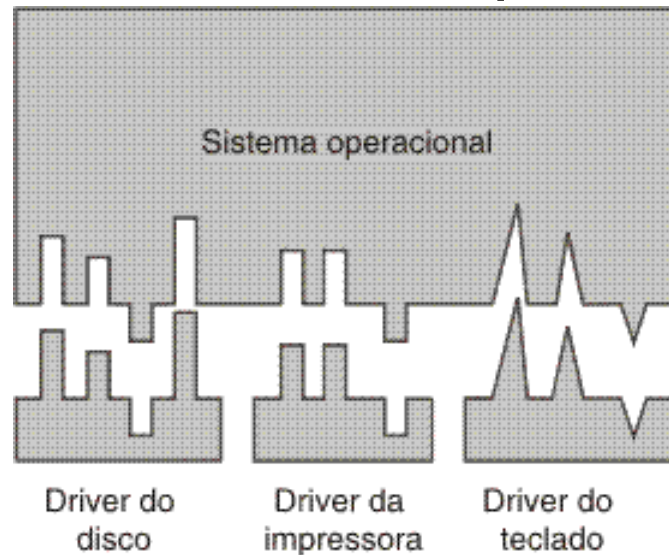 Sistema operacional
Driver do
disco
Driver da
impressora
Driver do
teclado